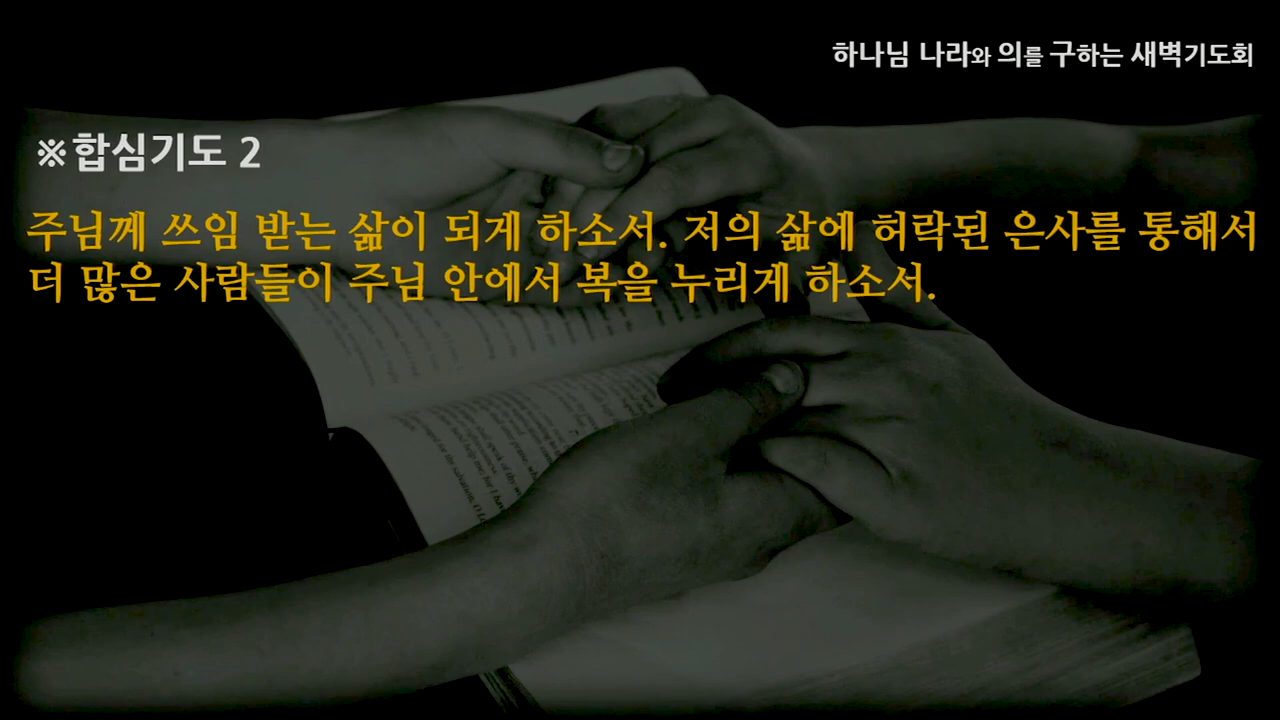 하나님 나라와 의를 구하는 새벽기도회
※합심기도 2
주님께 쓰임 받는 삶이 되게 하소서. 저의 삶에 허락된 은사를 통해서
더 많은 사람들이 주님 안에서 복을 누리게 하소서.